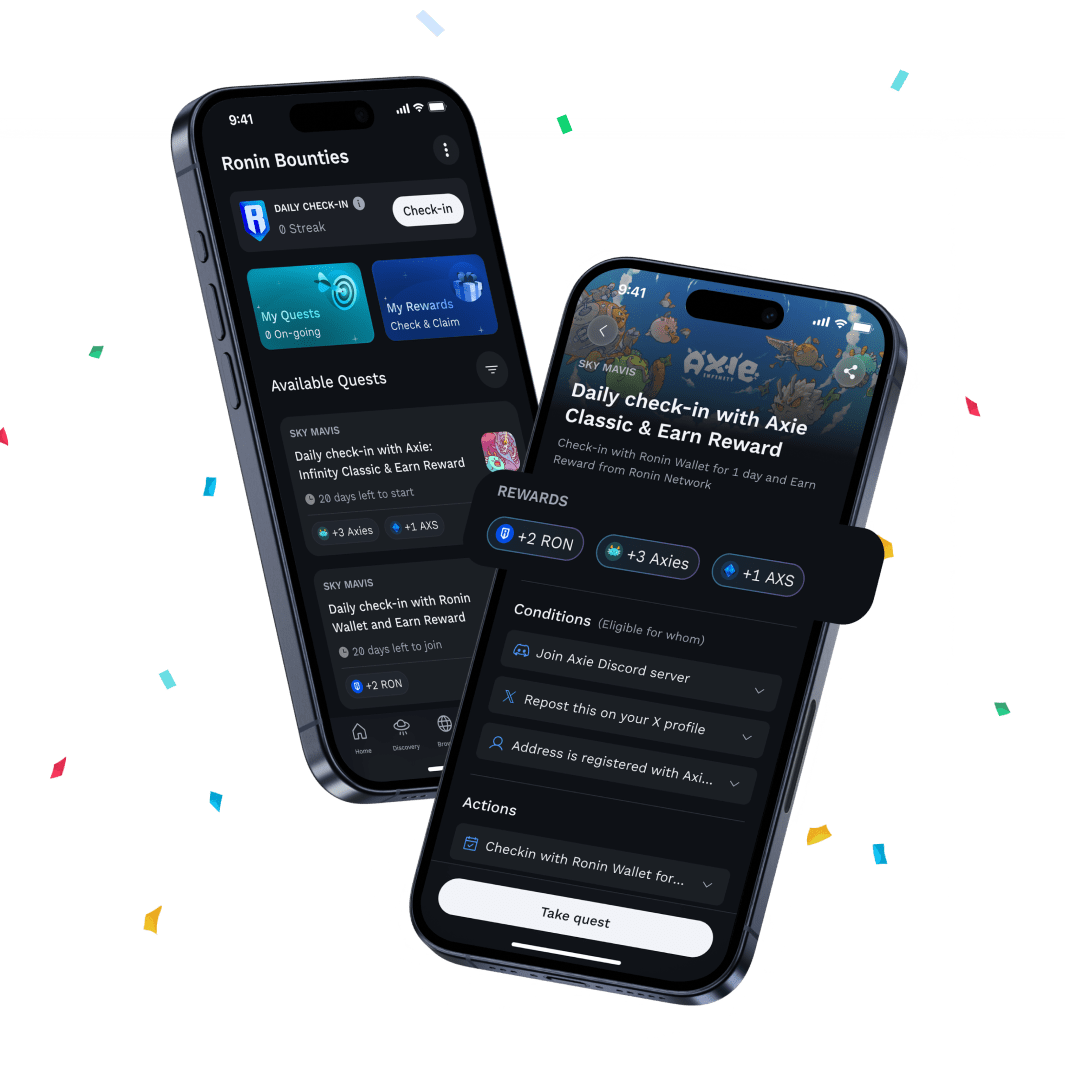 9:41
Ronin Bounties
DAILY CHECK-IN
0 Streak
Check-in
My Quests
0 On-going
My Rewards
Check & Claim
Available Quests
SKY MAVIS
Daily check-in with Axie:
Infinity Classic & Earn Reward
20 days left to start
+3 Axies
+1 AXS
SKY MAVIS
Daily check-in with Ronin
Wallet and Earn Reward
20 days left to join
+2 RON
Home
Discovery
9:41
AXIE
INFINITY
SKY MAVIS
Daily check-in with Axie
Classic & Earn Reward
Check-in with Ronin Wallet for 1 day and Earn
Reward from Ronin Network
REWARDS
+2 RON
+3 Axies
+1 AXS
Conditions (Eligible for whom)
Join Axie Discord server
Repost this on your X profile
Address is registered with Axi...
Actions
Checkin with Ronin Wallet for...
Take quest